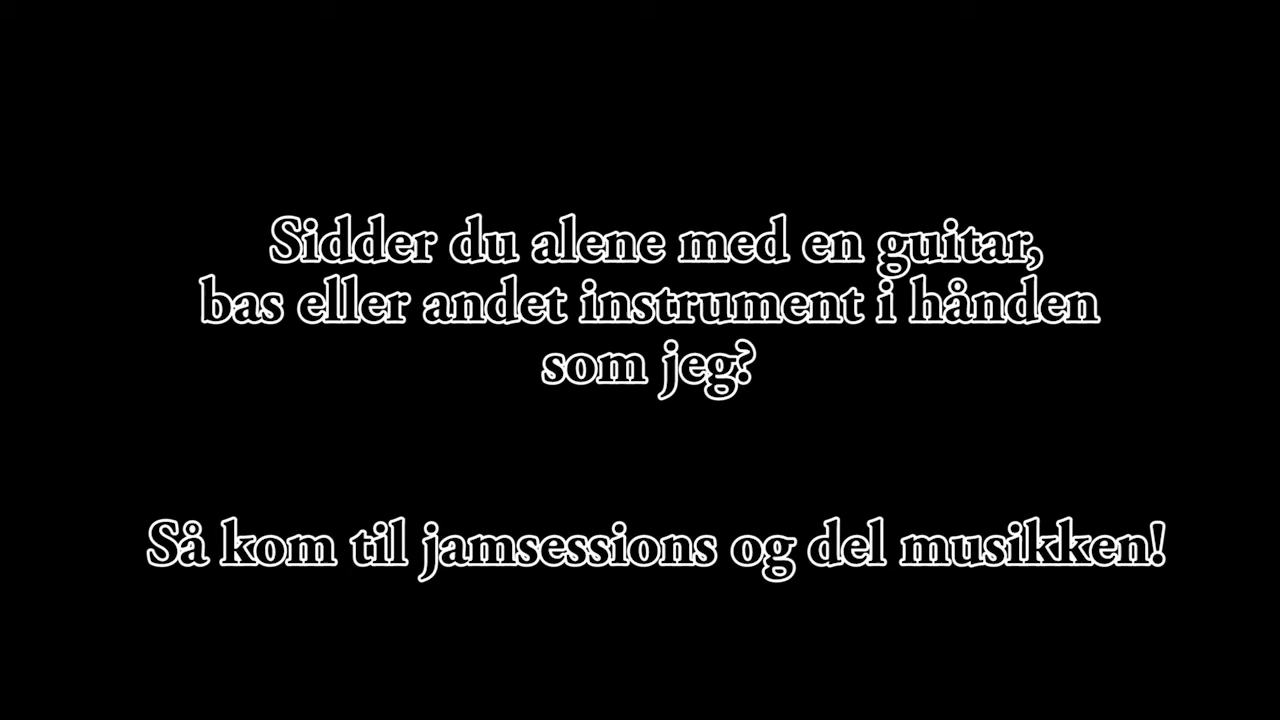 Sidder du alene med en guitar,
bas eller andet instrument i hånden
som jeg?
Så kom til jamsessions og del musikken!